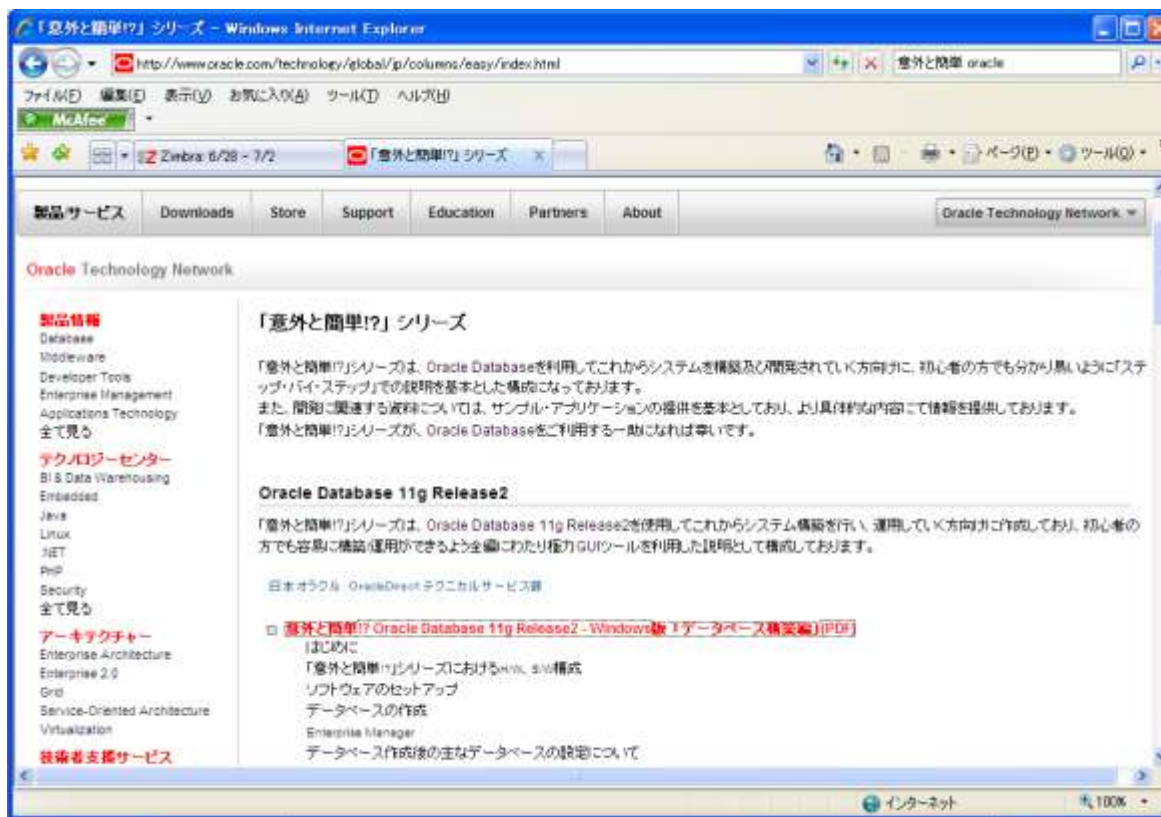 「意外と簡単!?」シリーズ - Windows Internet Explorer
http://www.oracle.com/technology/global/jp/columns/easy/index.html
意外と簡単 oracle
ファイル(F) 編集(E) 表示(V) お気に入り(A) ツール(T) ヘルプ(H)
McAfee
Zimbra: 6/28 - 7/2
「意外と簡単!?」シリーズ
ページ(P) ツール(O)
製品/サービス Downloads Store Support Education Partners About
Oracle Technology Network
Oracle Technology Network
製品情報
Database
Middleware
Developer Tools
Enterprise Management
Applications Technology
全て見る
テクノロジーセンター
BI & Data Warehousing
Embedded
Java
Linux
.NET
PHP
Security
全て見る
アーキテクチャー
Enterprise Architecture
Enterprise 2.0
Grid
Service-Oriented Architecture
Virtualization
技術者支援サービス
「意外と簡単!?」シリーズ
「意外と簡単!?」シリーズは、Oracle Databaseを利用してこれからシステムを構築及び開発されていく方向けに、初心者の方でも分かり易いように「ステ
ップ・バイ・ステップ」での説明を基本とした構成になっております。
また、開発に関連する資料については、サンプル・アプリケーションの提供を基本としており、より具体的な内容にて情報を提供しております。
「意外と簡単!?」シリーズが、Oracle Databaseをご利用する一助になれば幸いです。
Oracle Database 11g Release2
「意外と簡単!?」シリーズは、Oracle Database 11g Release2を使用してこれからシステム構築を行い、運用していく方向けに作成しており、初心者の
方でも容易に構築/運用ができるよう全編にわたり極力GUIツールを利用した説明として構成しております。
日本オラクル OracleDirect テクニカルサービス部
意外と簡単!? Oracle Database 11g Release2 - Windows版「データベース構築編」(PDF)
はじめに
「意外と簡単!?」シリーズにおけるH/W、S/W構成
ソフトウェアのセットアップ
データベースの作成
Enterprise Manager
データベース作成後の主なデータベースの設定について
インターネット
100%